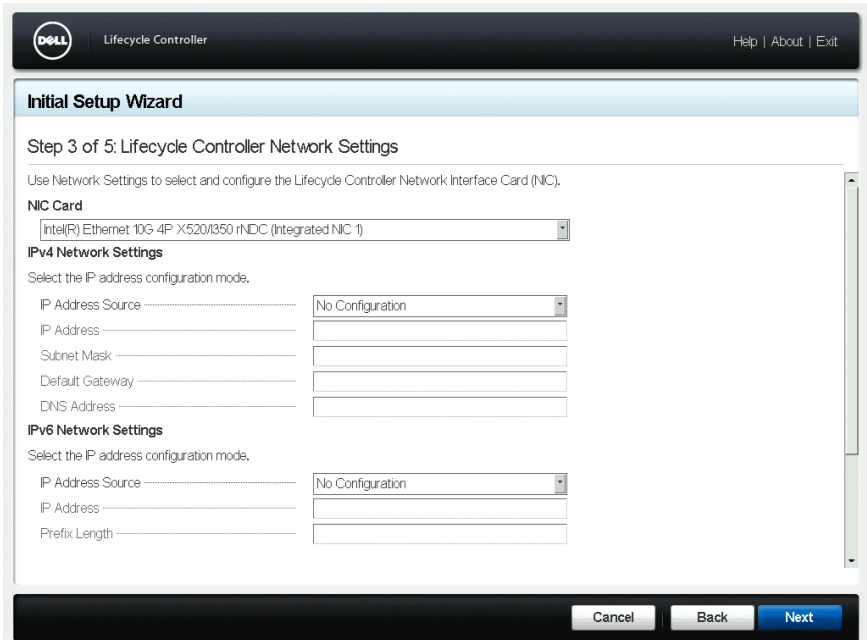 DELL
Lifecycle Controller
Help | About | Exit
Initial Setup Wizard
Step 3 of 5: Lifecycle Controller Network Settings
Use Network Settings to select and configure the Lifecycle Controller Network Interface Card (NIC).
NIC Card
Intel(R) Ethernet 10G 4P X520/I350 rNDC (Integrated NIC 1)
IPv4 Network Settings
Select the IP address configuration mode.
IP Address Source No Configuration
IP Address
Subnet Mask
Default Gateway
DNS Address
IPv6 Network Settings
Select the IP address configuration mode.
IP Address Source No Configuration
IP Address
Prefix Length
Cancel Back Next